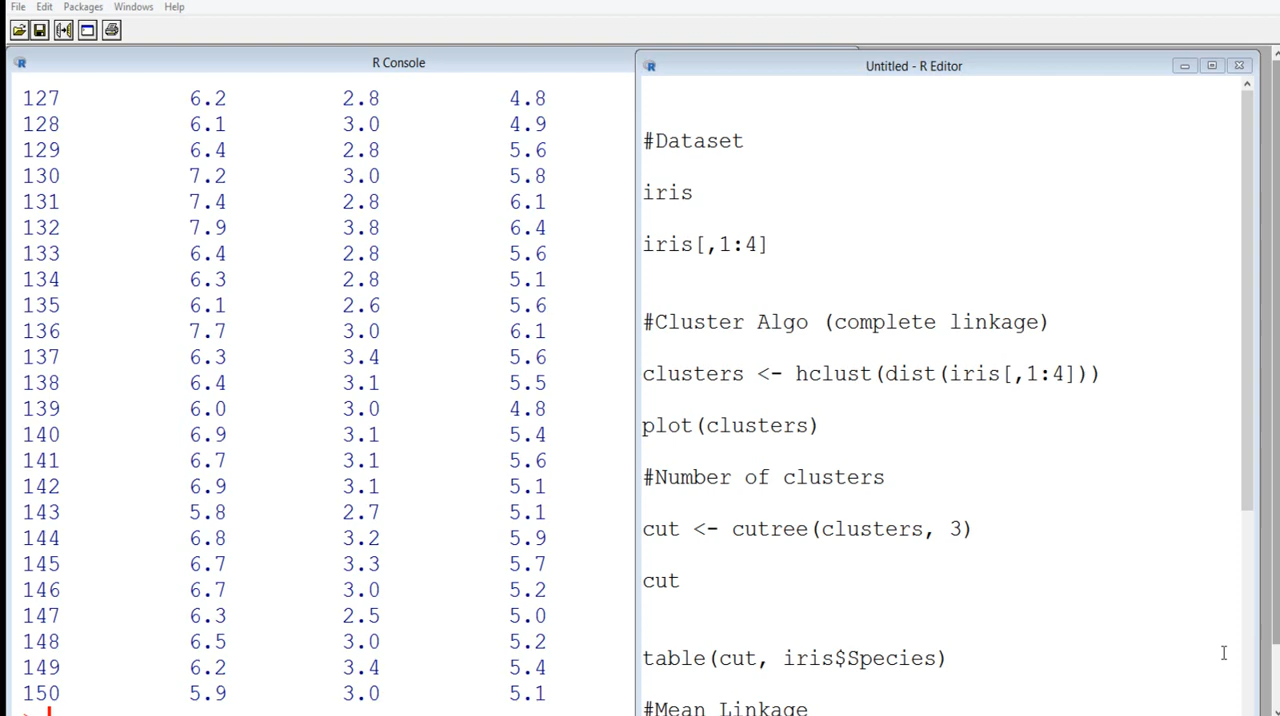 File Edit Packages Windows Help
R Console
127 6.2 2.8 4.8
128 6.1 3.0 4.9
129 6.4 2.8 5.6
130 7.2 3.0 5.8
131 7.4 2.8 6.1
132 7.9 3.8 6.4
133 6.4 2.8 5.6
134 6.3 2.8 5.1
135 6.1 2.6 5.6
136 7.7 3.0 6.1
137 6.3 3.4 5.6
138 6.4 3.1 5.5
139 6.0 3.0 4.8
140 6.9 3.1 5.4
141 6.7 3.1 5.6
142 6.9 3.1 5.1
143 5.8 2.7 5.1
144 6.8 3.2 5.9
145 6.7 3.3 5.7
146 6.7 3.0 5.2
147 6.3 2.5 5.0
148 6.5 3.0 5.2
149 6.2 3.4 5.4
150 5.9 3.0 5.1
>
Untitled - R Editor
#Dataset
iris
iris[,1:4]
#Cluster Algo (complete linkage)
clusters <- hclust(dist(iris[,1:4]))
plot(clusters)
#Number of clusters
cut <- cutree(clusters, 3)
cut
table(cut, iris$Species)
#Mean Linkage